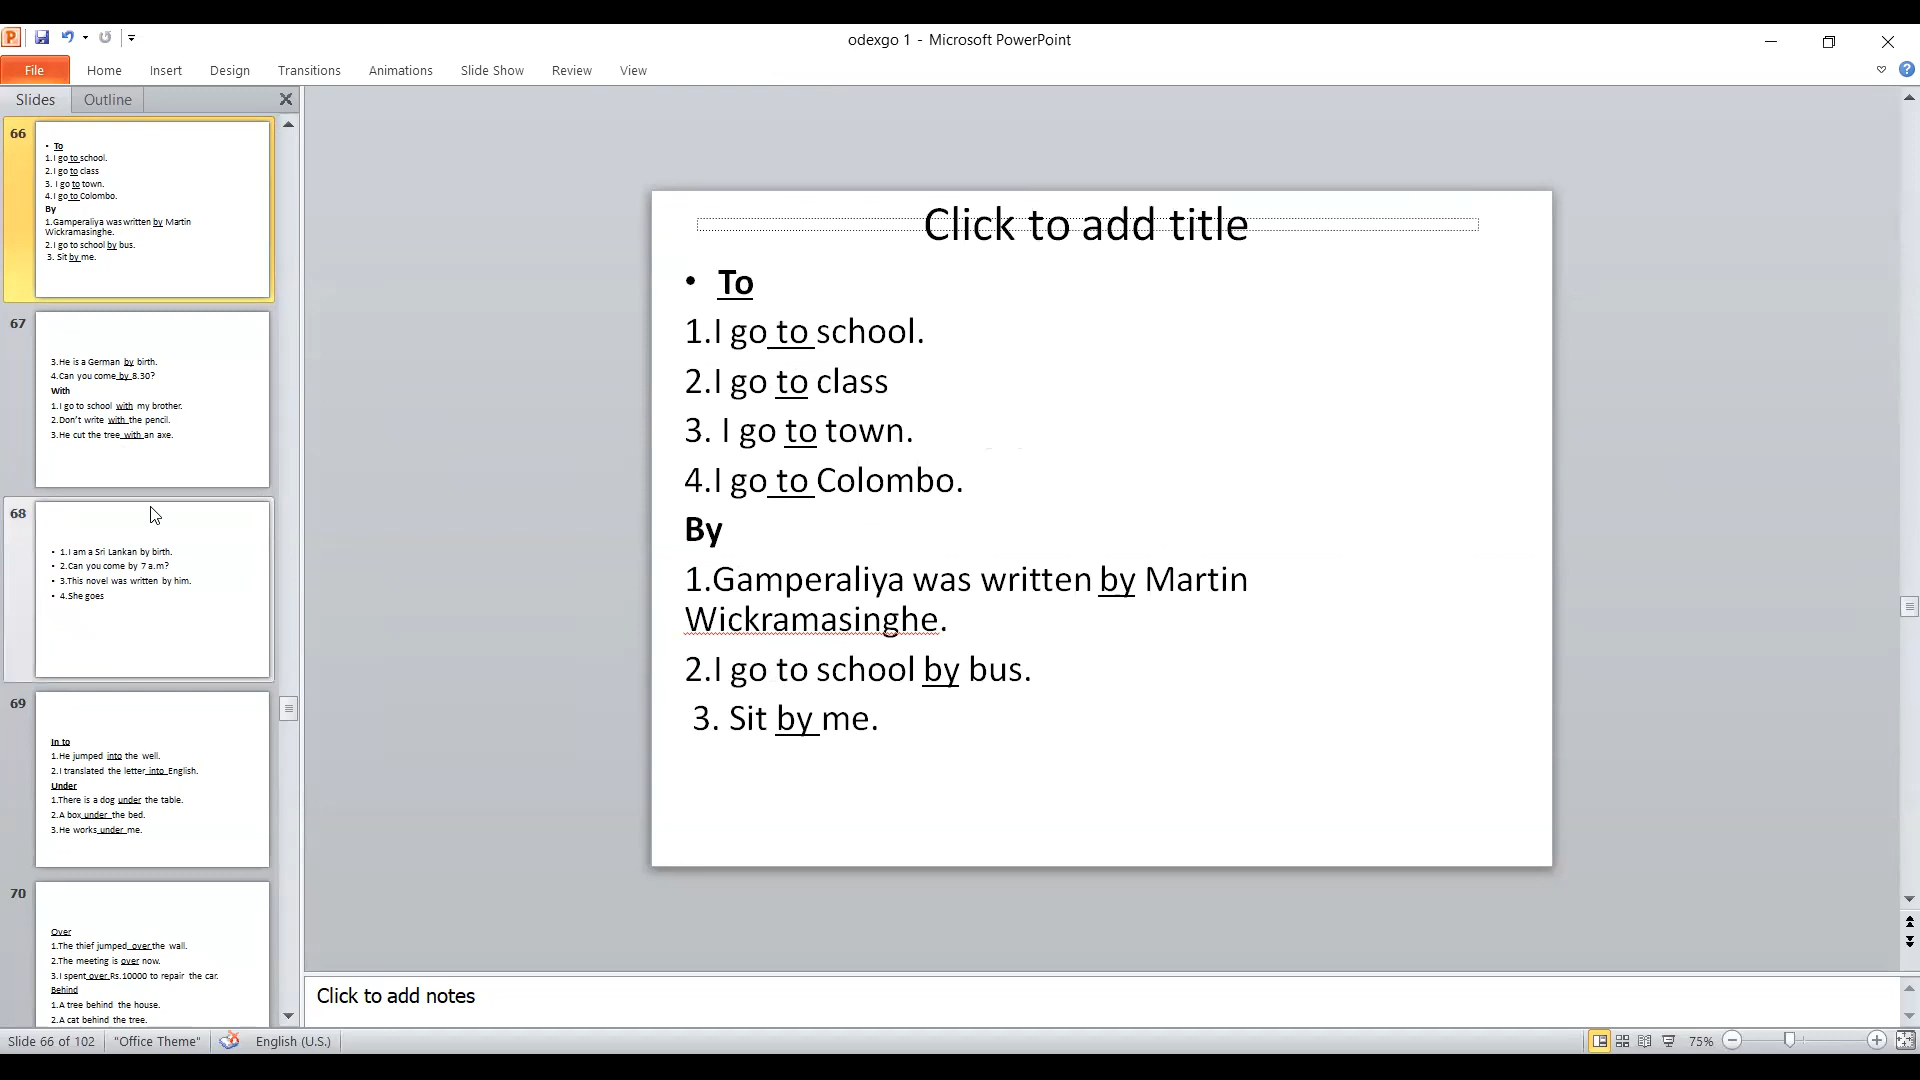 odexgo 1 - Microsoft PowerPoint
File Home Insert Design Transitions Animations Slide Show Review View
Slides Outline
66
• To
1.I go to school.
2.I go to class
3. I go to town.
4.I go to Colombo.
By
1.Gamperaliya was written by Martin
Wickramasinghe.
2.I go to school by bus.
3. Sit by me.
67
3.He is a German by birth.
4.Can you come by 8.30?
With
1.I go to school with my brother.
2.Don't write with the pencil.
3.He cut the tree with an axe.
68
• 1.I am a Sri Lankan by birth.
• 2.Can you come by 7 a.m?
• 3.This novel was written by him.
• 4.She goes
69
In to
1.He jumped into the well.
2.I translated the letter into English.
Under
1.There is a dog under the table.
2.A box under the bed.
3.He works under me.
70
Over
1.The thief jumped over the wall.
2.The meeting is over now.
3.I spent over Rs.10000 to repair the car.
Behind
1.A tree behind the house.
2.A cat behind the tree.
Click to add title
• To
1.I go to school.
2.I go to class
3. I go to town.
4.I go to Colombo.
By
1.Gamperaliya was written by Martin
Wickramasinghe.
2.I go to school by bus.
3. Sit by me.
Click to add notes
Slide 66 of 102 "Office Theme" English (U.S.) 75%